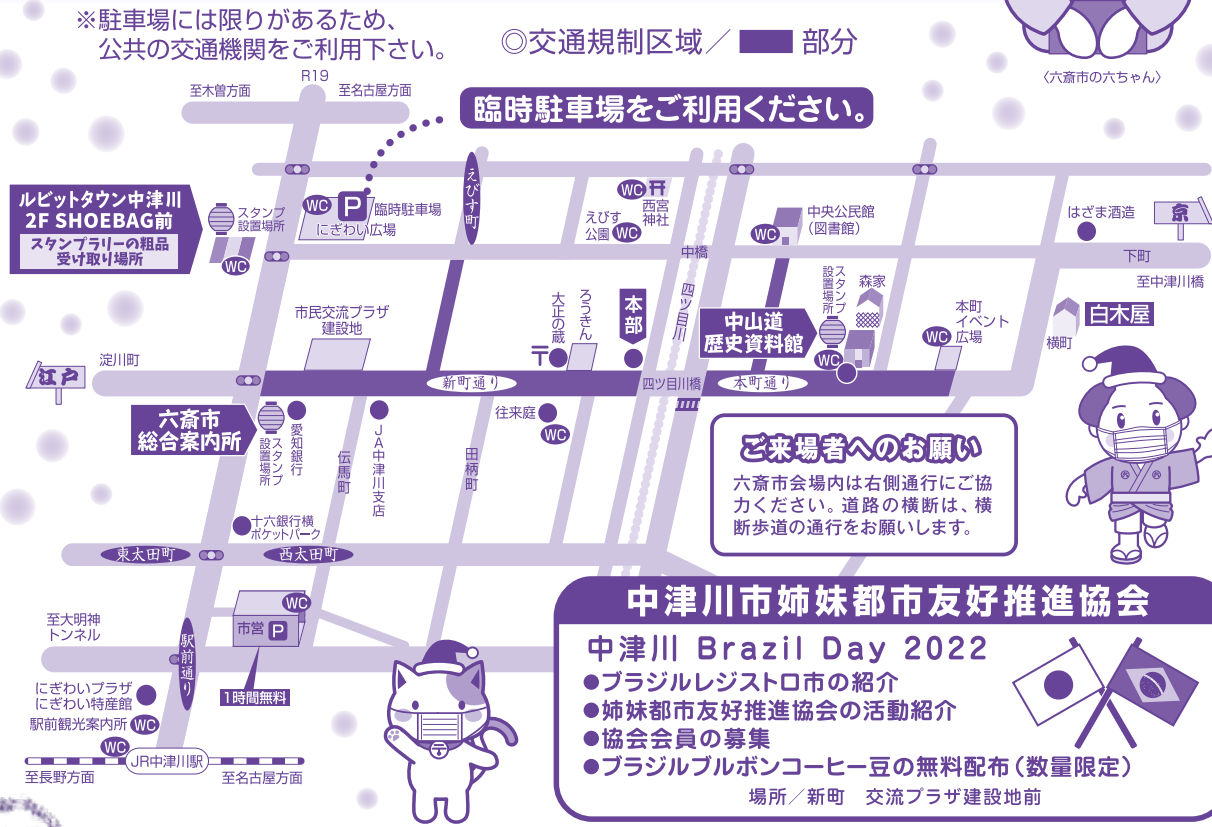 ※駐車場には限りがあるため、
公共の交通機関をご利用下さい。
◎交通規制区域／　部分
〈六斎市の六ちゃん〉
R19
至木曽方面
至名古屋方面
臨時駐車場をご利用ください。
ルビットタウン中津川
2F SHOEBAG前
スタンプラリーの粗品
受け取り場所
スタンプ
設置場所
WC
WC
P
臨時駐車場
にぎわい広場
えびす町
WC
西宮
神社
えびす
公園
WC
中橋
中央公民館
（図書館）
WC
はざま酒造
京
下町
至中津川橋
市民交流プラザ
建設地
大正の蔵
ろうきん
本部
四ツ目川
中山道
歴史資料館
スタンプ
設置場所
森家
WC
本町
イベント
広場
WC
白木屋
横町
淀川町
江戸
〒
新町通り
四ツ目川橋
本町通り
六斎市
総合案内所
スタンプ
設置場所
愛知銀行
伝馬町
JA中津川支店
田柄町
往来庭
WC
十六銀行横
ポケットパーク
ご来場者へのお願い
六斎市会場内は右側通行にご協
力ください。道路の横断は、横
断歩道の通行をお願いします。
東太田町
西太田町
至大明神
トンネル
駅前通り
市営P
WC
1時間無料
にぎわいプラザ
にぎわい特産館
駅前観光案内所
WC
WC
JR中津川駅
至長野方面
至名古屋方面
〒
中津川市姉妹都市友好推進協会
中津川 Brazil Day 2022
●ブラジルレジストロ市の紹介
●姉妹都市友好推進協会の活動紹介
●協会会員の募集
●ブラジルブルボンコーヒー豆の無料配布（数量限定）
場所／新町　交流プラザ建設地前